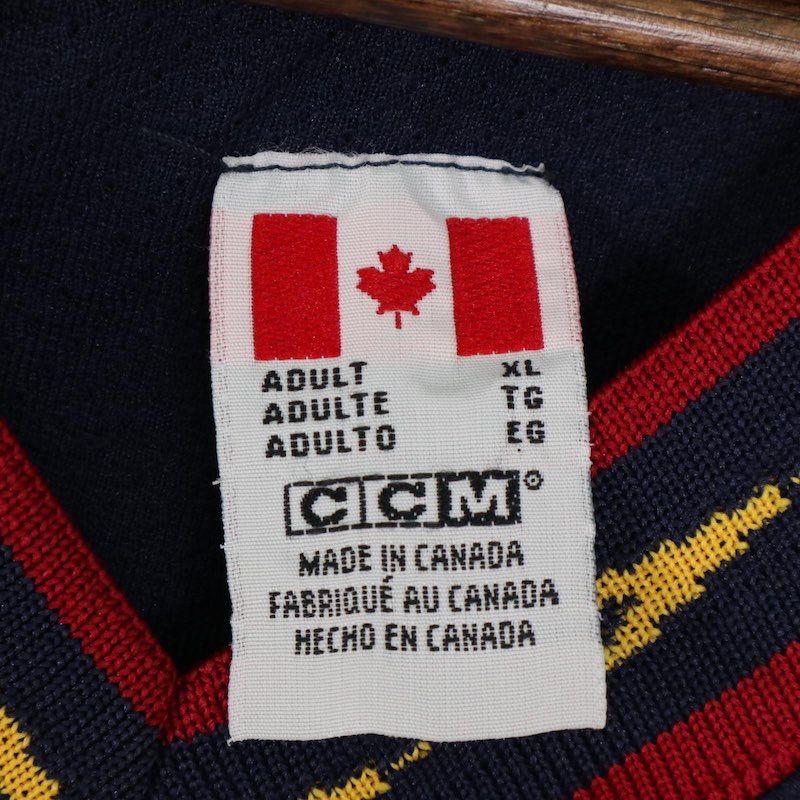 ADULT XL
ADULTE TG
ADULTO EG
CCM®
MADE IN CANADA
FABRIQUÉ AU CANADA
HECHO EN CANADA